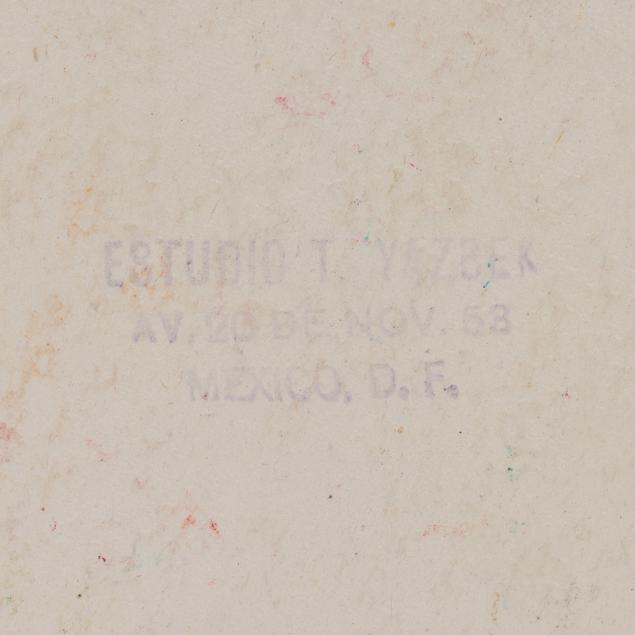 ESTUDIO T. YAZBEK
AV. 20 DE NOV. 53
MEXICO, D. F.